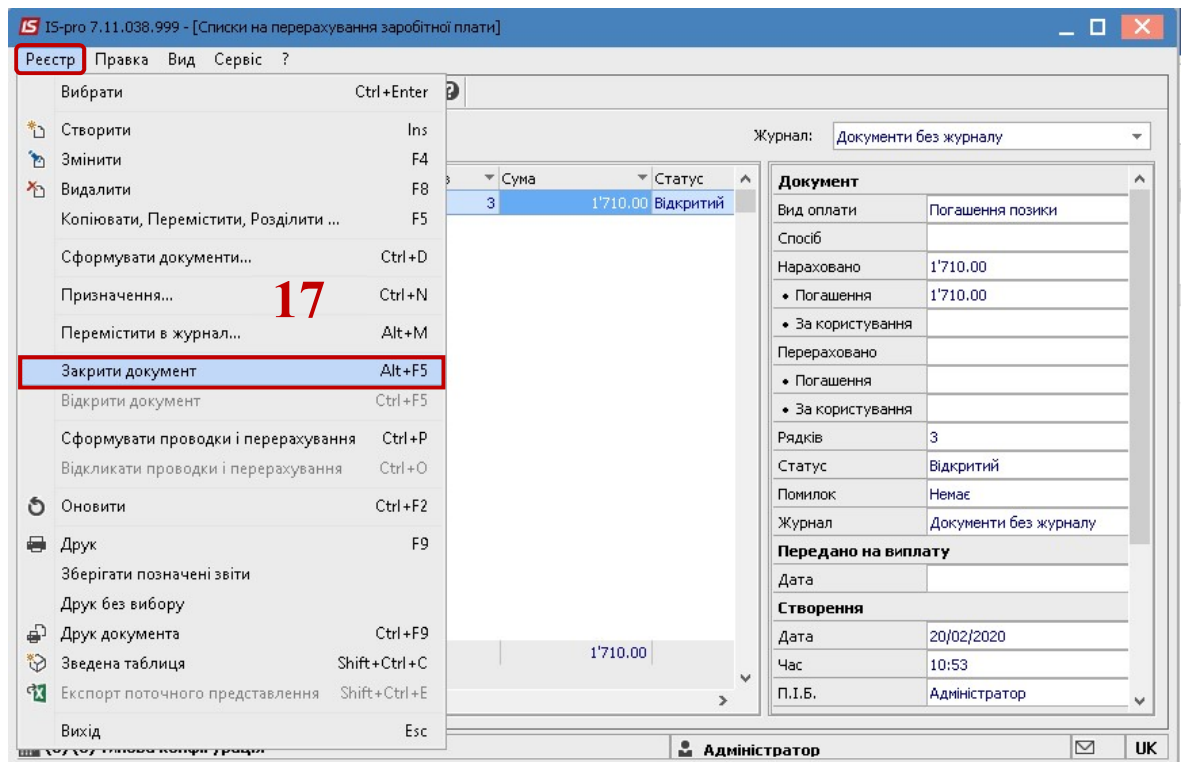 IS-pro 7.11.038.999 - [Списки на перерахування заробітної плати]
Реєстр Правка Вид Сервіс ?
Вибрати Ctrl+Enter
Створити Ins
Змінити F4
Видалити F8
Копіювати, Перемістити, Розділити ... F5
Сформувати документи... Ctrl+D
Призначення... Ctrl+N
17
Перемістити в журнал... Alt+M
Закрити документ Alt+F5
Відкрити документ Ctrl+F5
Сформувати проводки і перерахування Ctrl+P
Відкликати проводки і перерахування Ctrl+O
Оновити Ctrl+F2
Друк F9
Зберігати позначені звіти
Друк без вибору
Друк документа Ctrl+F9
Зведена таблиця Shift+Ctrl+C
Експорт поточного представлення Shift+Ctrl+E
Вихід Esc
Журнал: Документи без журналу
Сума Статус
3 1'710.00 Відкритий
1'710.00
Документ
Вид оплати Погашення позики
Спосіб
Нараховано 1'710.00
• Погашення 1'710.00
• За користування
Перераховано
• Погашення
• За користування
Рядків 3
Статус Відкритий
Помилок Немає
Журнал Документи без журналу
Передано на виплату
Дата
Створення
Дата 20/02/2020
Час 10:53
П.І.Б. Адміністратор
Адміністратор UK